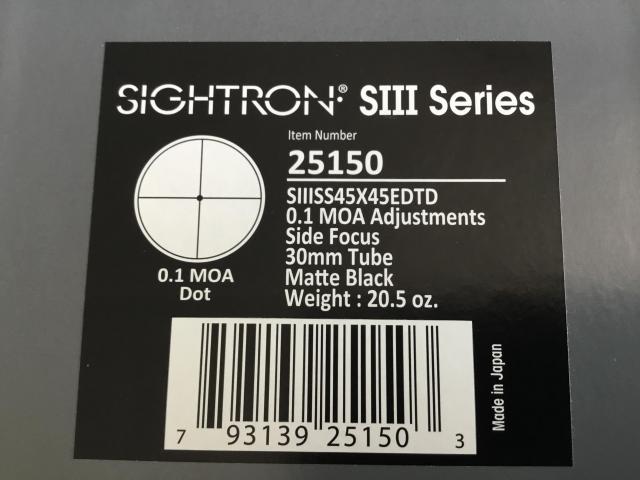 SIGHTRON® SIII Series
Item Number
25150
SIIISS45X45EDTD
0.1 MOA Adjustments
Side Focus
30mm Tube
Matte Black
Weight : 20.5 oz.
0.1 MOA
Dot
7 93139 25150 3
Made in Japan